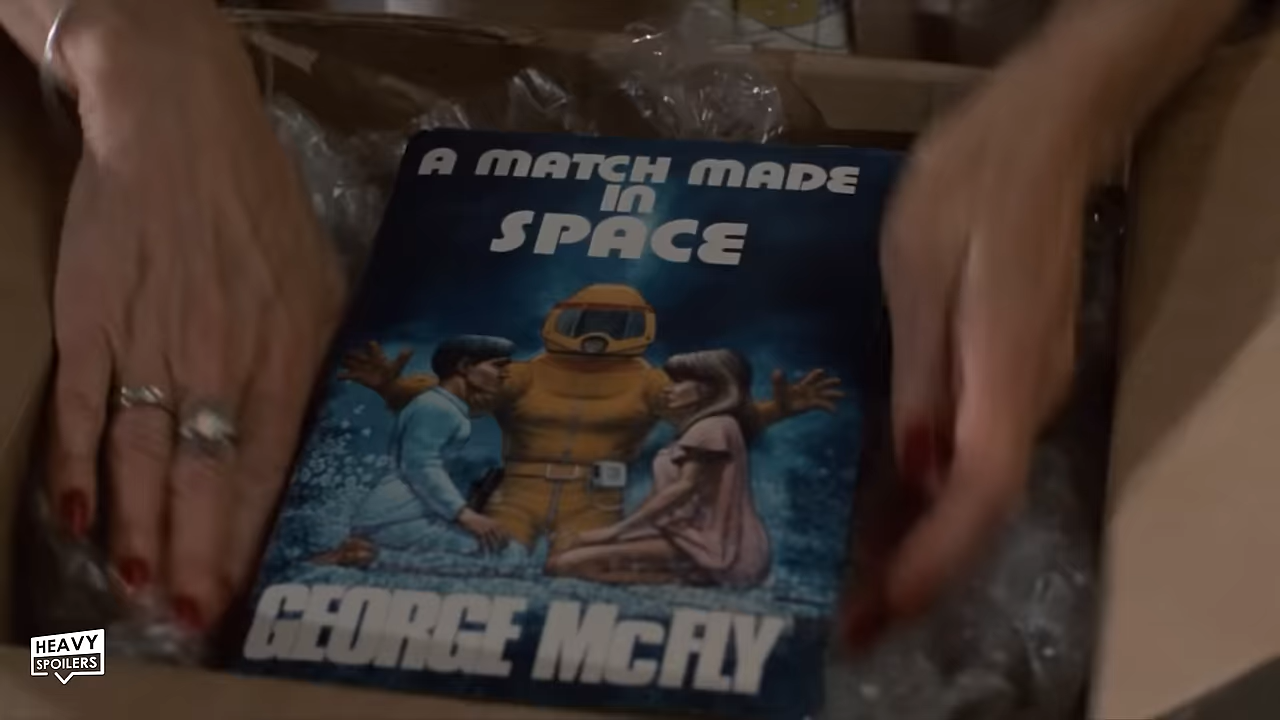 A MATCH MADE
IN
SPACE
GEORGE McFLY
HEAVY
SPOILERS